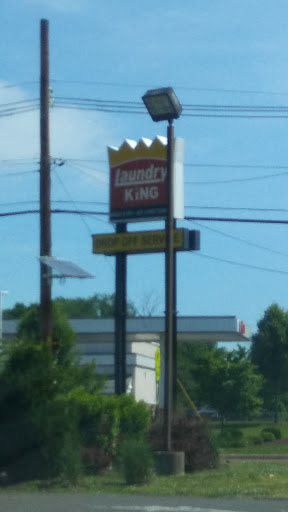 Laundry
KING
DROP OFF SERVICE